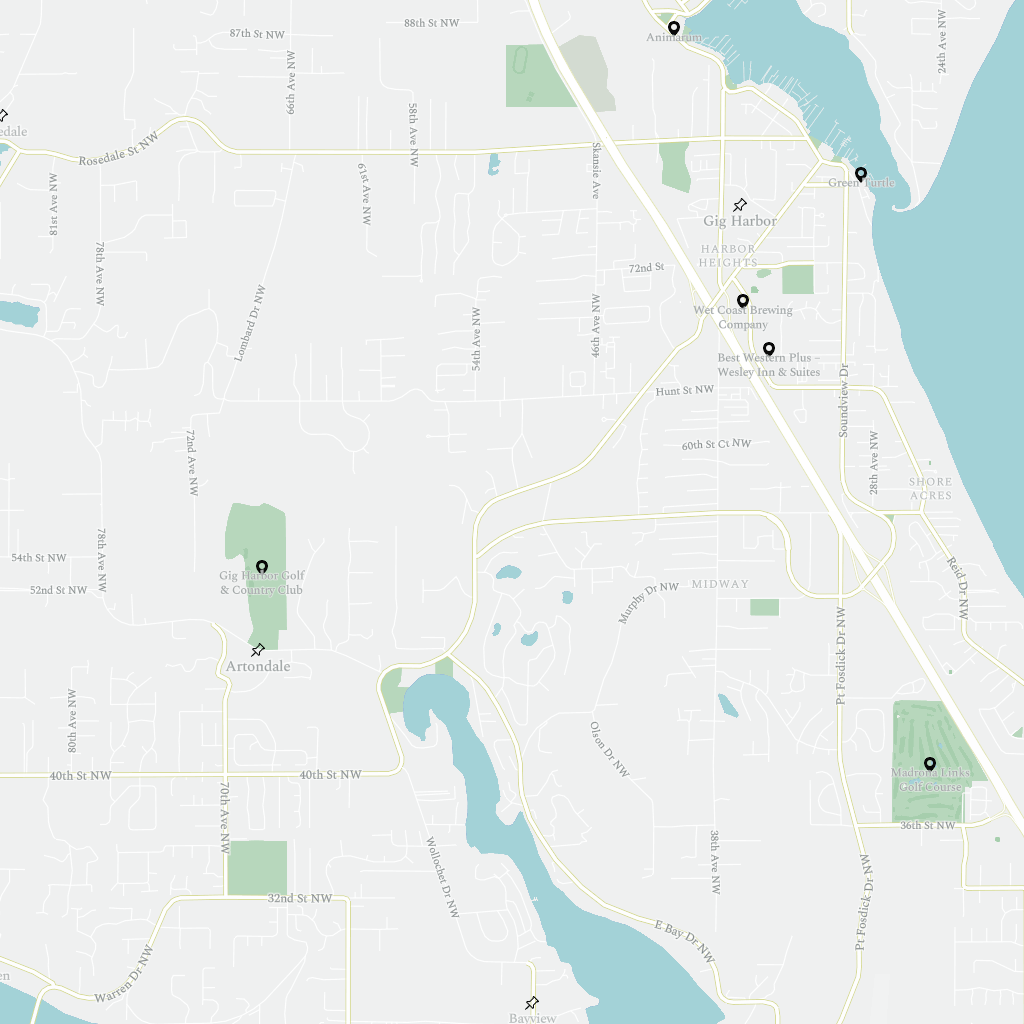 88th St NW
87th St NW
24th Ave NW
Animatum
66th Ave NW
58th Ave NW
edale
Rosedale St NW
Skansie Ave
61st Ave NW
81st Ave NW
Green Turtle
Gig Harbor
78th Ave NW
HARBOR
HEIGHTS
72nd St
Lombard Dr NW
54th Ave NW
46th Ave NW
Wet Coast Brewing
Company
Best Western Plus –
Wesley Inn & Suites
Hunt St NW
Soundview Dr
60th St Ct NW
72nd Ave NW
28th Ave NW
SHORE
ACRES
54th St NW
78th Ave NW
52nd St NW
Gig Harbor Golf
& Country Club
MIDWAY
Murphy Dr NW
Reid Dr NW
Pt Fosdick Dr NW
Artondale
80th Ave NW
Olson Dr NW
40th St NW
40th St NW
Madrona Links
Golf Course
70th Ave NW
36th St NW
38th Ave NW
Wollochet Dr NW
32nd St NW
Pt Fosdick Dr NW
E Bay Dr NW
en
Warren Dr NW
Bayview